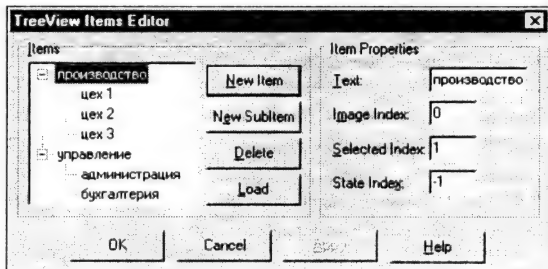 TreeView Items Editor
Items
производство
цех 1
цех 2
цех 3
управление
администрация
бухгалтерия
New Item
New SubItem
Delete
Load
Item Properties
Text: производство
Image Index: 0
Selected Index: 1
State Index: -1
OK Cancel Apply Help